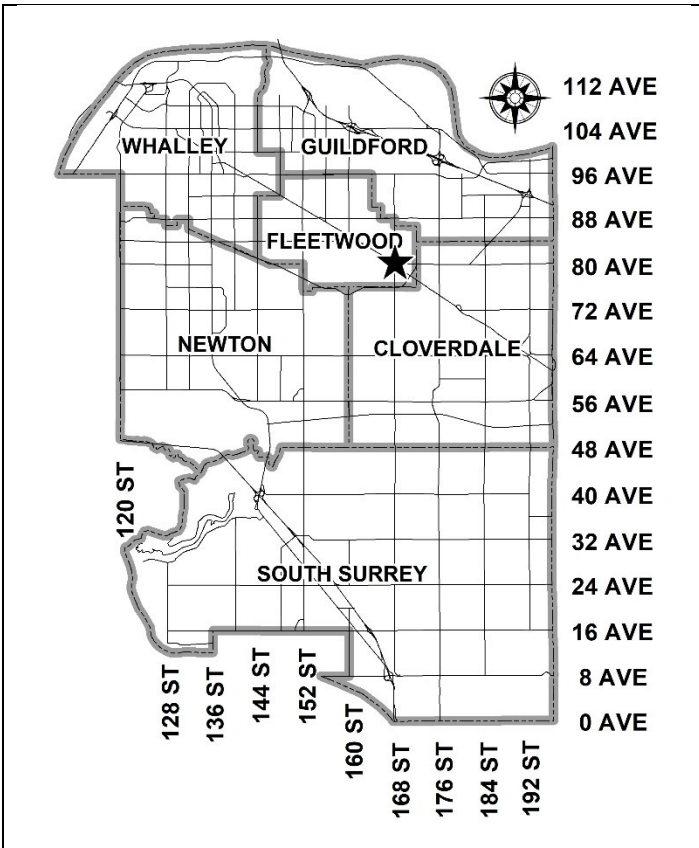 112 AVE
104 AVE
WHALLEY
GUILDFORD
96 AVE
88 AVE
FLEETWOOD
80 AVE
72 AVE
NEWTON
CLOVERDALE
64 AVE
56 AVE
48 AVE
120 ST
40 AVE
32 AVE
SOUTH SURREY
24 AVE
16 AVE
128 ST
136 ST
144 ST
152 ST
160 ST
8 AVE
0 AVE
168 ST
176 ST
184 ST
192 ST